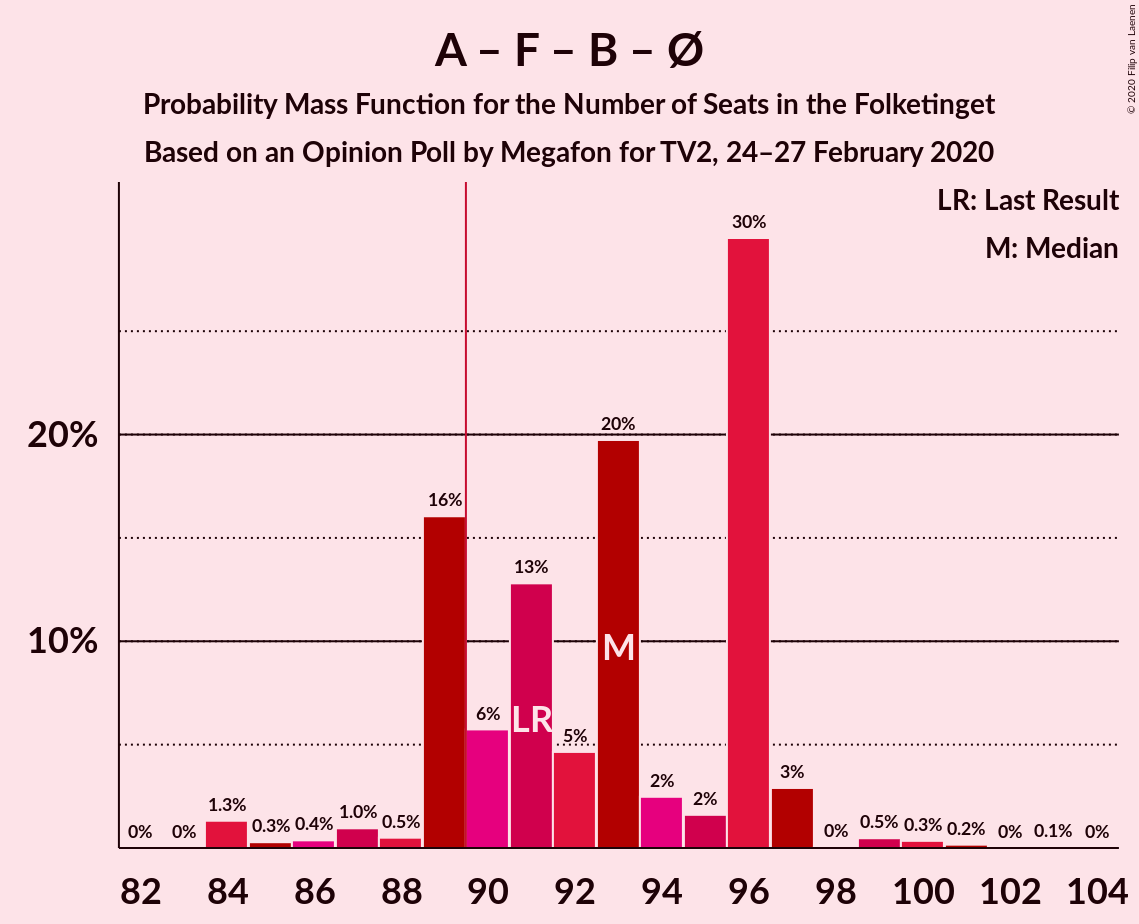 A – F – B – Ø
Probability Mass Function for the Number of Seats in the Folketinget
Based on an Opinion Poll by Megafon for TV2, 24–27 February 2020
© 2020 Filip van Laenen
LR: Last Result
M: Median
20%
10%
0%
0%
1.3%
0.3%
0.4%
1.0%
0.5%
16%
6%
13%
5%
20%
2%
2%
30%
3%
0%
0.5%
0.3%
0.2%
0%
0.1%
0%
LR
M
82 84 86 88 90 92 94 96 98 100 102 104